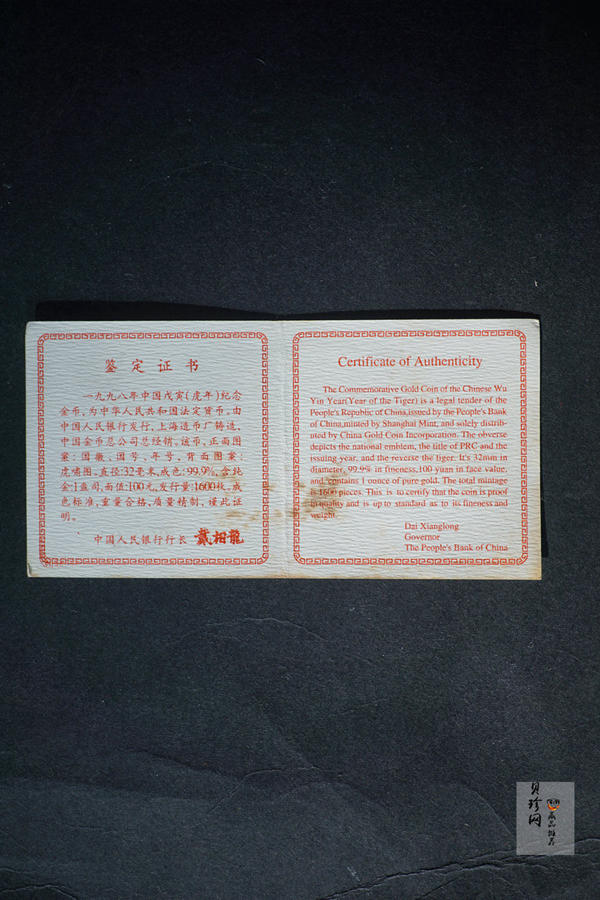 鉴定证书
一九九八年中国戊寅(虎年)纪念
金币,为中华人民共和国法定货币,由
中国人民银行发行,上海造币厂铸造,
中国金币总公司总经销。该币,正面图
案:国徽、国号、年号,背面图案:
虎啸图。直径:32毫米,成色:99.9%,含纯
金:1盎司,面值:100元,发行量:1600枚。成
色标准,重量合格,质量精制,谨此证
明。
中国人民银行行长 戴相龍
Certificate of Authenticity
The Commemorative Gold Coin of the Chinese Wu
Yin Year(Year of the Tiger) is a legal tender of the
People's Republic of China,issued by the People's Bank
of China,minted by Shanghai Mint, and solely distrib-
uted by China Gold Coin Incorporation. The obverse
depicts the national emblem, the title of PRC and the
issuing year, and the reverse the tiger. It's 32mm in
diameter, 99.9% in fineness,100 yuan in face value,
and contains 1 ounce of pure gold. The total mintage
is 1600 pieces. This is to certify that the coin is proof
in quality and is up to standard as to its fineness and
weight.
Dai Xianglong
Governor
The People's Bank of China
贝珍网
藏品推荐